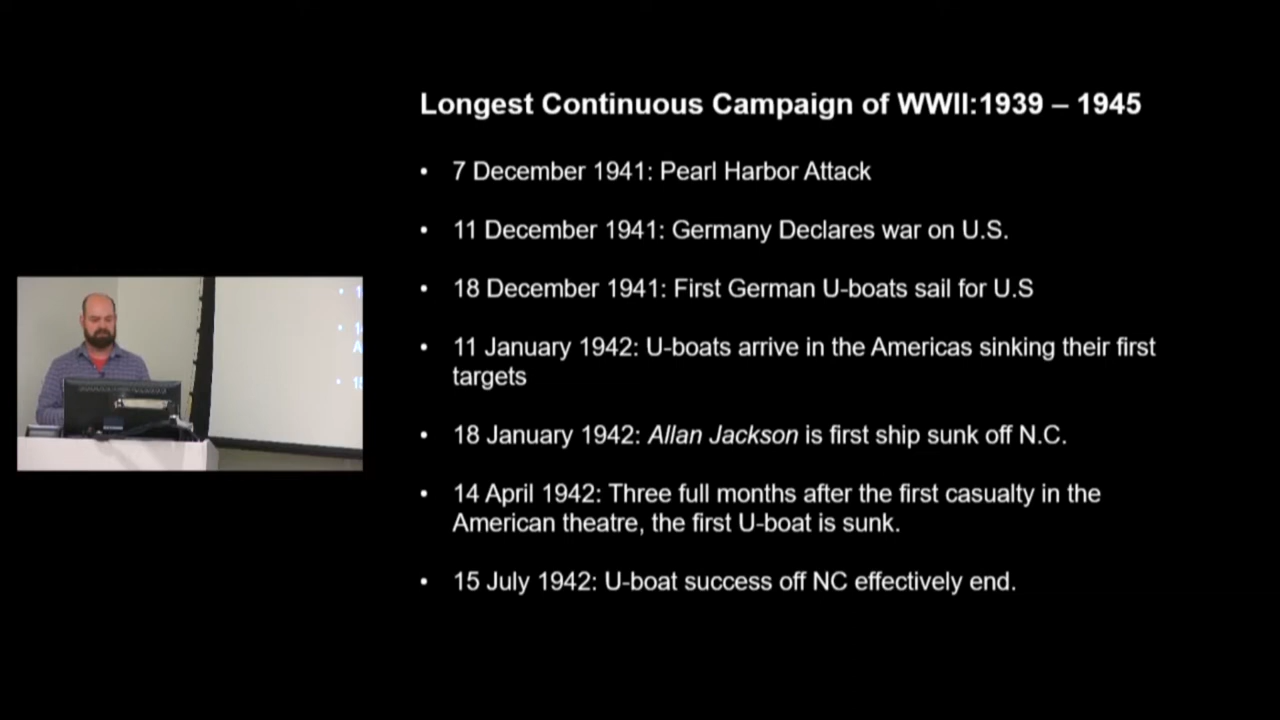 Longest Continuous Campaign of WWII:1939 – 1945
• 7 December 1941: Pearl Harbor Attack
• 11 December 1941: Germany Declares war on U.S.
• 18 December 1941: First German U-boats sail for U.S
• 11 January 1942: U-boats arrive in the Americas sinking their first
targets
• 18 January 1942: Allan Jackson is first ship sunk off N.C.
• 14 April 1942: Three full months after the first casualty in the
American theatre, the first U-boat is sunk.
• 15 July 1942: U-boat success off NC effectively end.